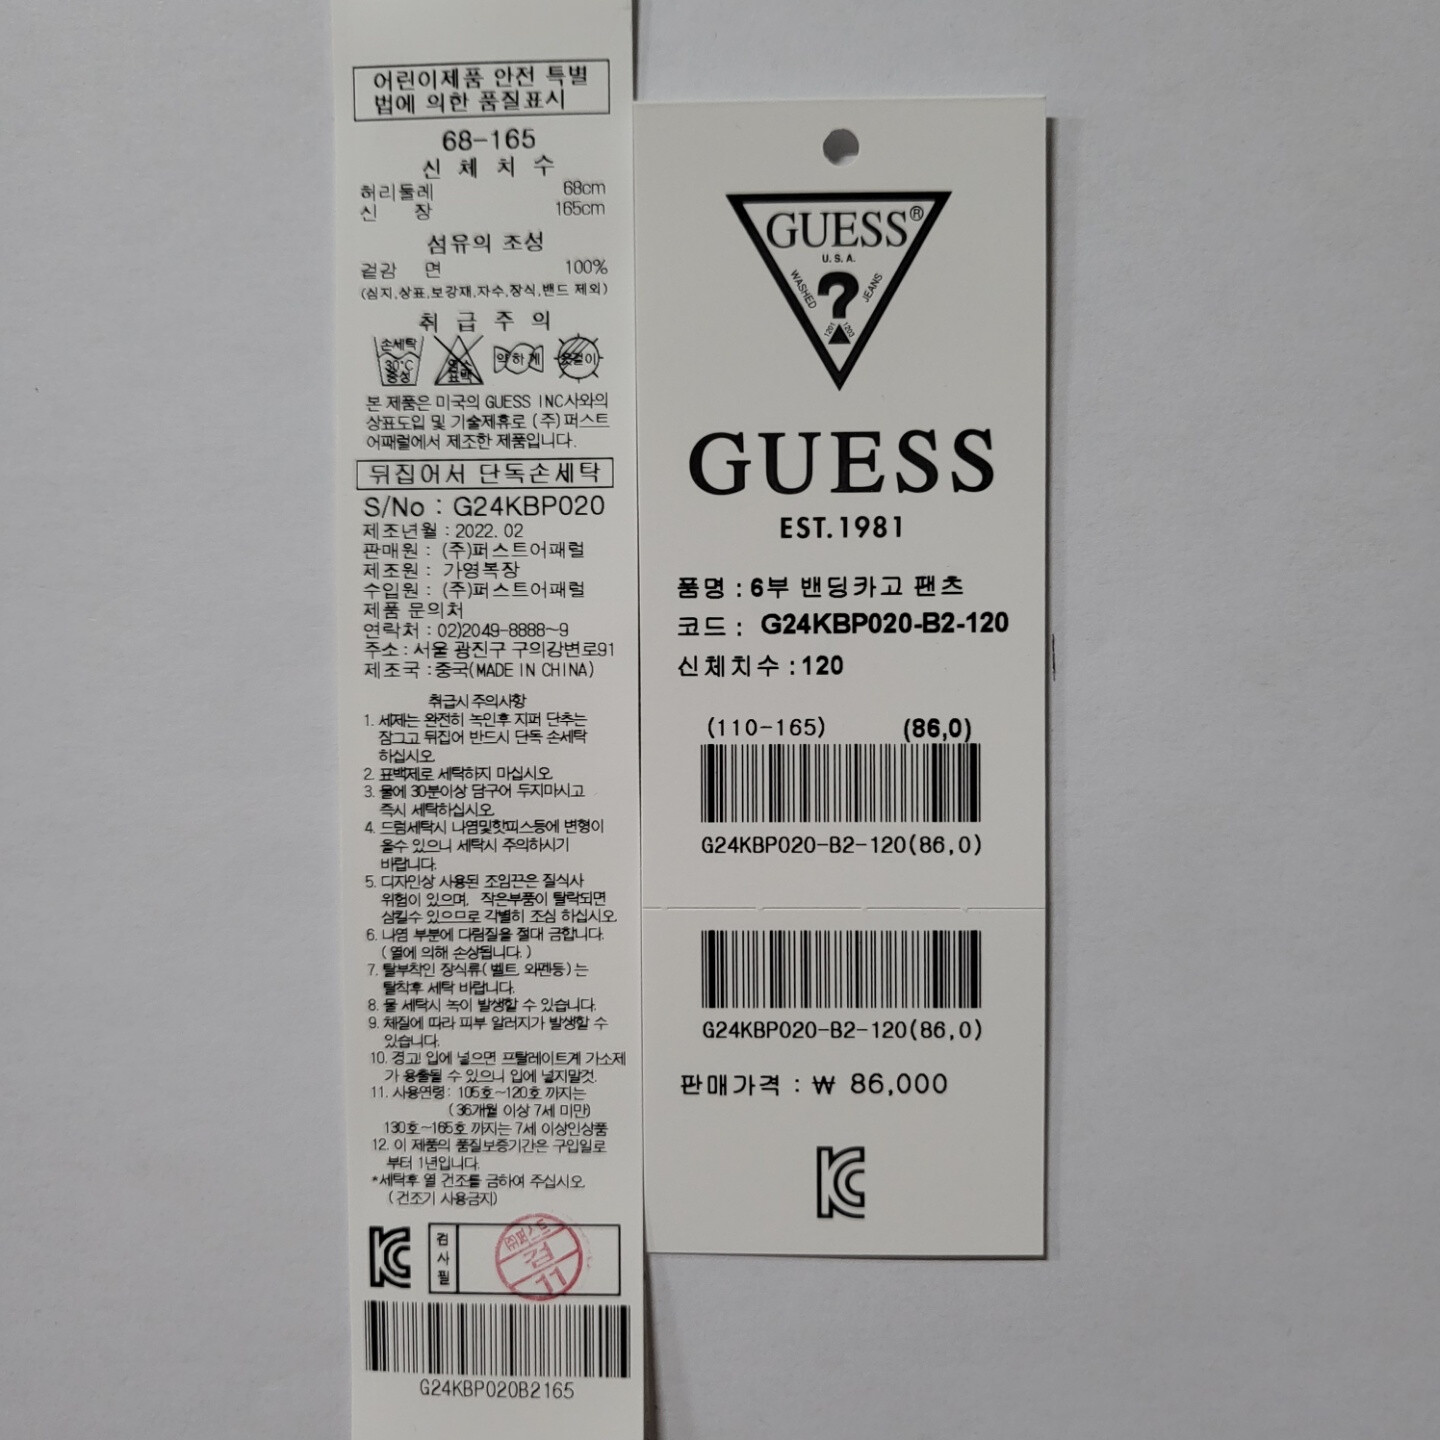 어린이제품 안전 특별
법에 의한 품질표시
68-165
신 체 치 수
허리둘레 68cm
신 장 165cm
섬유의 조성
겉감 면 100%
(심지,상표,보강재,자수,장식,밴드 제외)
취 급 주 의
손세탁
30°C
중성
염소
표백
약하게
옷걸이
본 제품은 미국의 GUESS INC사와의
상표도입 및 기술제휴로 (주)퍼스트
어패럴에서 제조한 제품입니다.
뒤집어서 단독손세탁
S/No : G24KBP020
제조년월 : 2022. 02
판매원 : (주)퍼스트어패럴
제조원 : 가영복장
수입원 : (주)퍼스트어패럴
제품 문의처
연락처 : 02)2049-8888~9
주소 : 서울 광진구 구의강변로91
제조국 : 중국(MADE IN CHINA)
취급시 주의사항
1. 세제는 완전히 녹인후 지퍼 단추는
잠그고 뒤집어 반드시 단독 손세탁
하십시오.
2. 표백제로 세탁하지 마십시오.
3. 물에 30분이상 담구어 두지마시고
즉시 세탁하십시오.
4. 드럼세탁시 나염및핫피스등에 변형이
올수 있으니 세탁시 주의하시기
바랍니다.
5. 디자인상 사용된 조임끈은 질식사
위험이 있으며, 작은부품이 탈락되면
삼킬수 있으므로 각별히 조심 하십시오.
6. 나염 부분에 다림질을 절대 금합니다.
( 열에 의해 손상됩니다. )
7. 탈부착인 장식류( 벨트, 와펜등 ) 는
탈착후 세탁 바랍니다.
8. 물 세탁시 녹이 발생할 수 있습니다.
9. 체질에 따라 피부 알러지가 발생할 수
있습니다.
10. 경고! 입에 넣으면 프탈레이트계 가소제
가 용출될 수 있으니 입에 넣지말것.
11. 사용연령: 105호~120호 까지는
( 36개월 이상 7세 미만)
130호~165호 까지는 7세 이상인상품
12. 이 제품의 품질보증기간은 구입일로
부터 1년입니다.
*세탁후 열 건조를 금하여 주십시오.
( 건조기 사용금지)
KC
검사필
(주)퍼스트
검
11
G24KBP020B2165
GUESS®
U.S.A.
WASHED
?
JEANS
1201 1203
GUESS
EST.1981
품명 : 6부 밴딩카고 팬츠
코드 : G24KBP020-B2-120
신체치수 : 120
(110-165) (86,0)
G24KBP020-B2-120(86,0)
G24KBP020-B2-120(86,0)
판매가격 : ₩ 86,000
KC